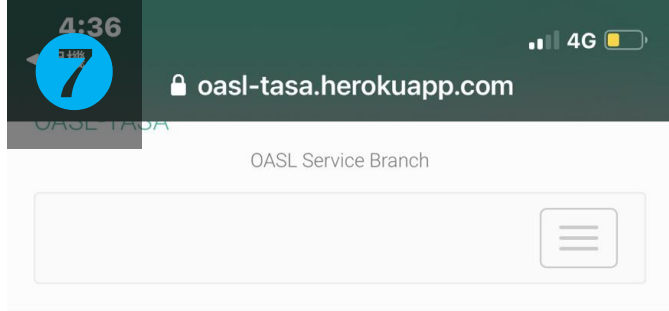 4:36
4G
7
oasl-tasa.herokuapp.com
OASL-TASA
OASL Service Branch